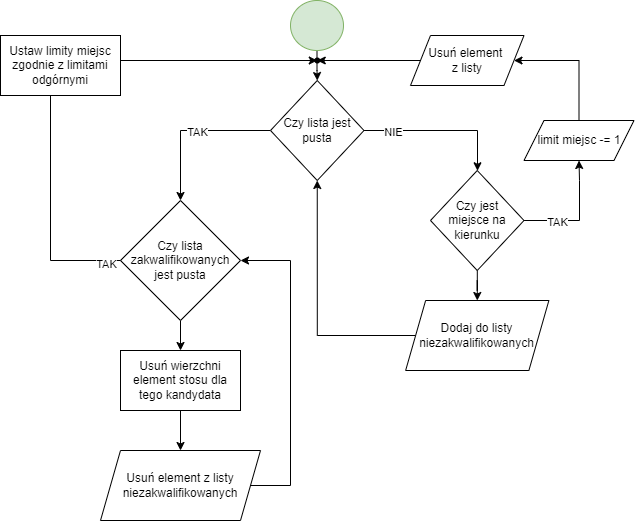 Ustaw limity miejsc
zgodnie z limitami
odgórnymi
Usuń element
z listy
Czy lista jest
pusta
TAK
NIE
limit miejsc -= 1
Czy jest
miejsce na
kierunku
TAK
Czy lista
zakwalifikowanych
jest pusta
TAK
Dodaj do listy
niezakwalifikowanych
Usuń wierzchni
element stosu dla
tego kandydata
Usuń element z listy
niezakwalifikowanych